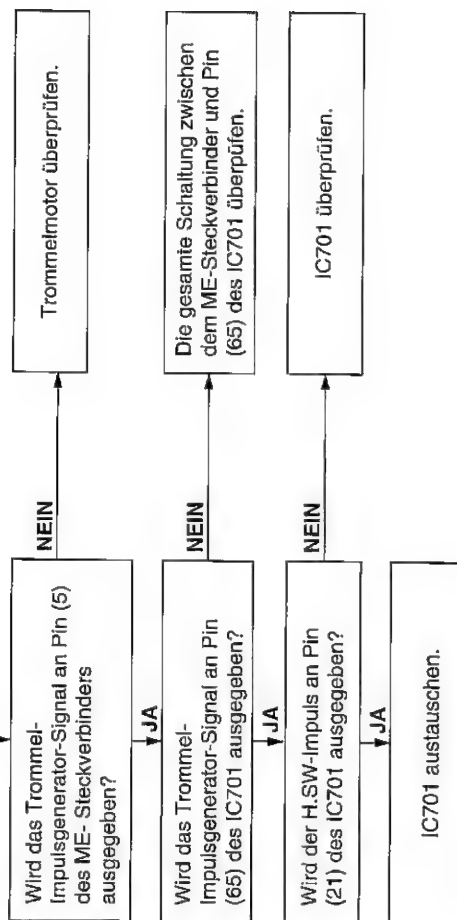 Wird das Trommel-
Impulsgenerator-Signal an Pin (5)
des ME- Steckverbinders
ausgegeben?
NEIN
Trommelmotor überprüfen.
JA
Wird das Trommel-
Impulsgenerator-Signal an Pin
(65) des IC701 ausgegeben?
NEIN
Die gesamte Schaltung zwischen
dem ME-Steckverbinder und Pin
(65) des IC701 überpüfen.
JA
Wird der H.SW-Impuls an Pin
(21) des IC701 ausgegeben?
NEIN
IC701 überprüfen.
JA
IC701 austauschen.